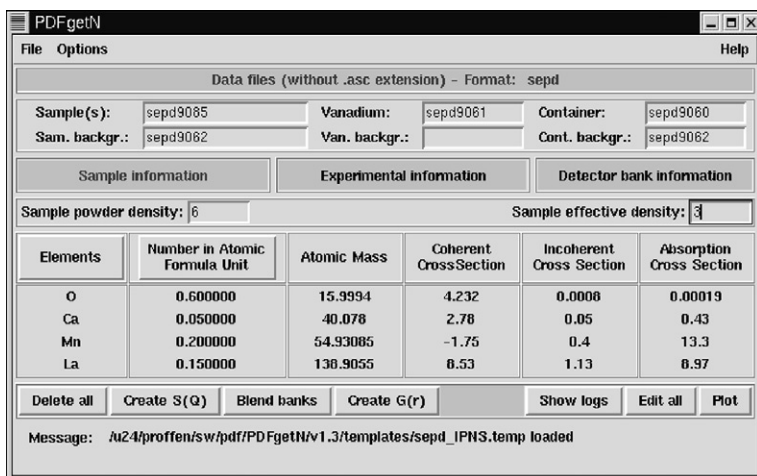 PDFgetN
File Options Help
Data files (without .asc extension) - Format: sepd
Sample(s): sepd9085 Vanadium: sepd9061 Container: sepd9060
Sam. backgr.: sepd9062 Van. backgr.: Cont. backgr.: sepd9062
Sample information Experimental information Detector bank information
Sample powder density: 6 Sample effective density: 3
Elements Number in Atomic Formula Unit Atomic Mass Coherent CrossSection Incoherent Cross Section Absorption Cross Section
O 0.600000 15.9994 4.232 0.0008 0.00019
Ca 0.050000 40.078 2.78 0.05 0.43
Mn 0.200000 54.93085 -1.75 0.4 13.3
La 0.150000 138.9055 8.53 1.13 8.97
Delete all Create S(Q) Blend banks Create G(r) Show logs Edit all Plot
Message: /u24/proffen/sw/pdf/PDFgetN/v1.3/templates/sepd_IPNS.temp loaded